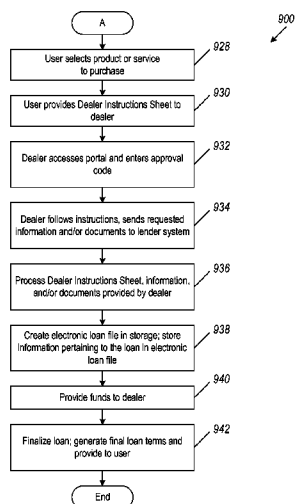 A
900
User selects product or service
to purchase
928
User provides Dealer Instructions Sheet to
dealer
930
Dealer accesses portal and enters approval
code
932
Dealer follows instructions, sends requested
information and/or documents to lender system
934
Process Dealer Instructions Sheet, information,
and/or documents provided by dealer
936
Create electronic loan file in storage; store
Information pertaining to the loan in electronic
loan file
938
Provide funds to dealer
940
Finalize loan; generate final loan terms and
provide to user
942
End